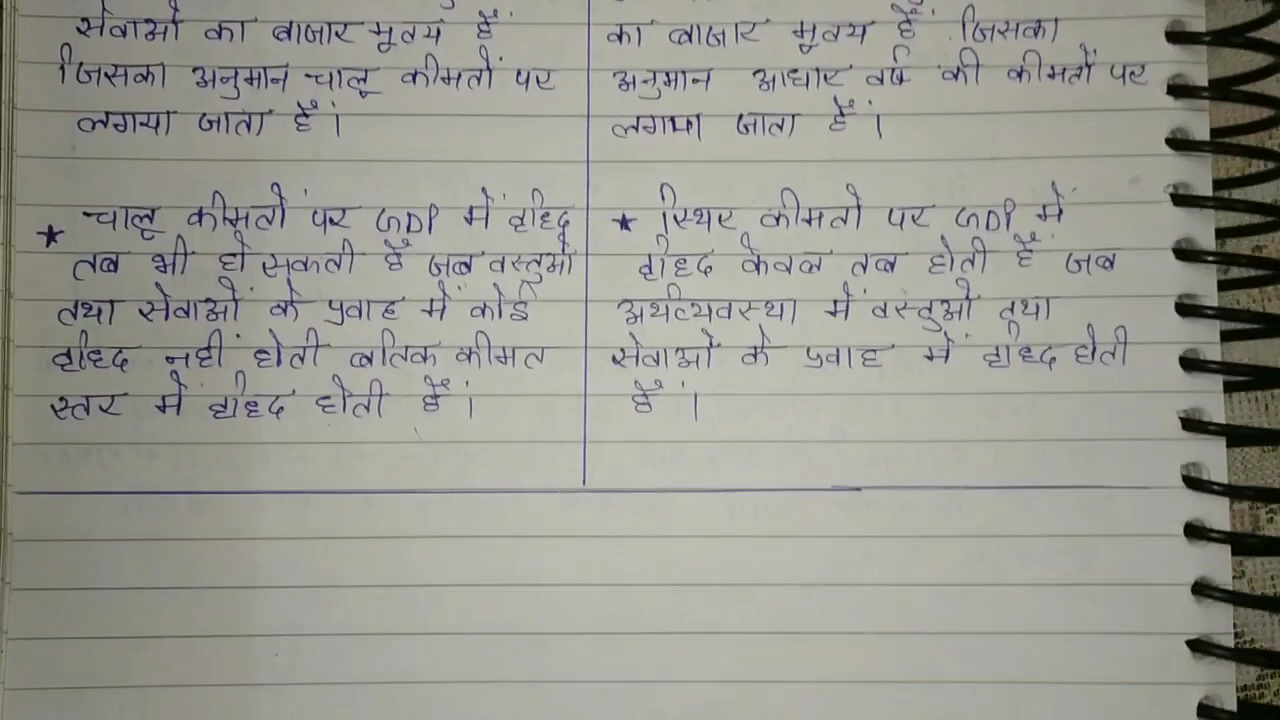 सेवाओं का बाजार मूल्य हैं
जिसका अनुमान चालू कीमतों पर
लगाया जाता हैं।
★ चालू कीमतों पर GDP में वृध्दि
तब भी हो सकती हैं जब वस्तुओं
तथा सेवाओं के प्रवाह में कोई
वृध्दि नहीं होती बल्कि कीमत
स्तर में वृध्दि होती हैं।
का बाजार मूल्य हैं जिसका
अनुमान आधार वर्ष की कीमतों पर
लगाया जाता हैं।
★ स्थिर कीमतों पर GDP में
वृध्दि केवल तब होती हैं जब
अर्थव्यवस्था में वस्तुओं तथा
सेवाओं के प्रवाह में वृध्दि होती
हैं।